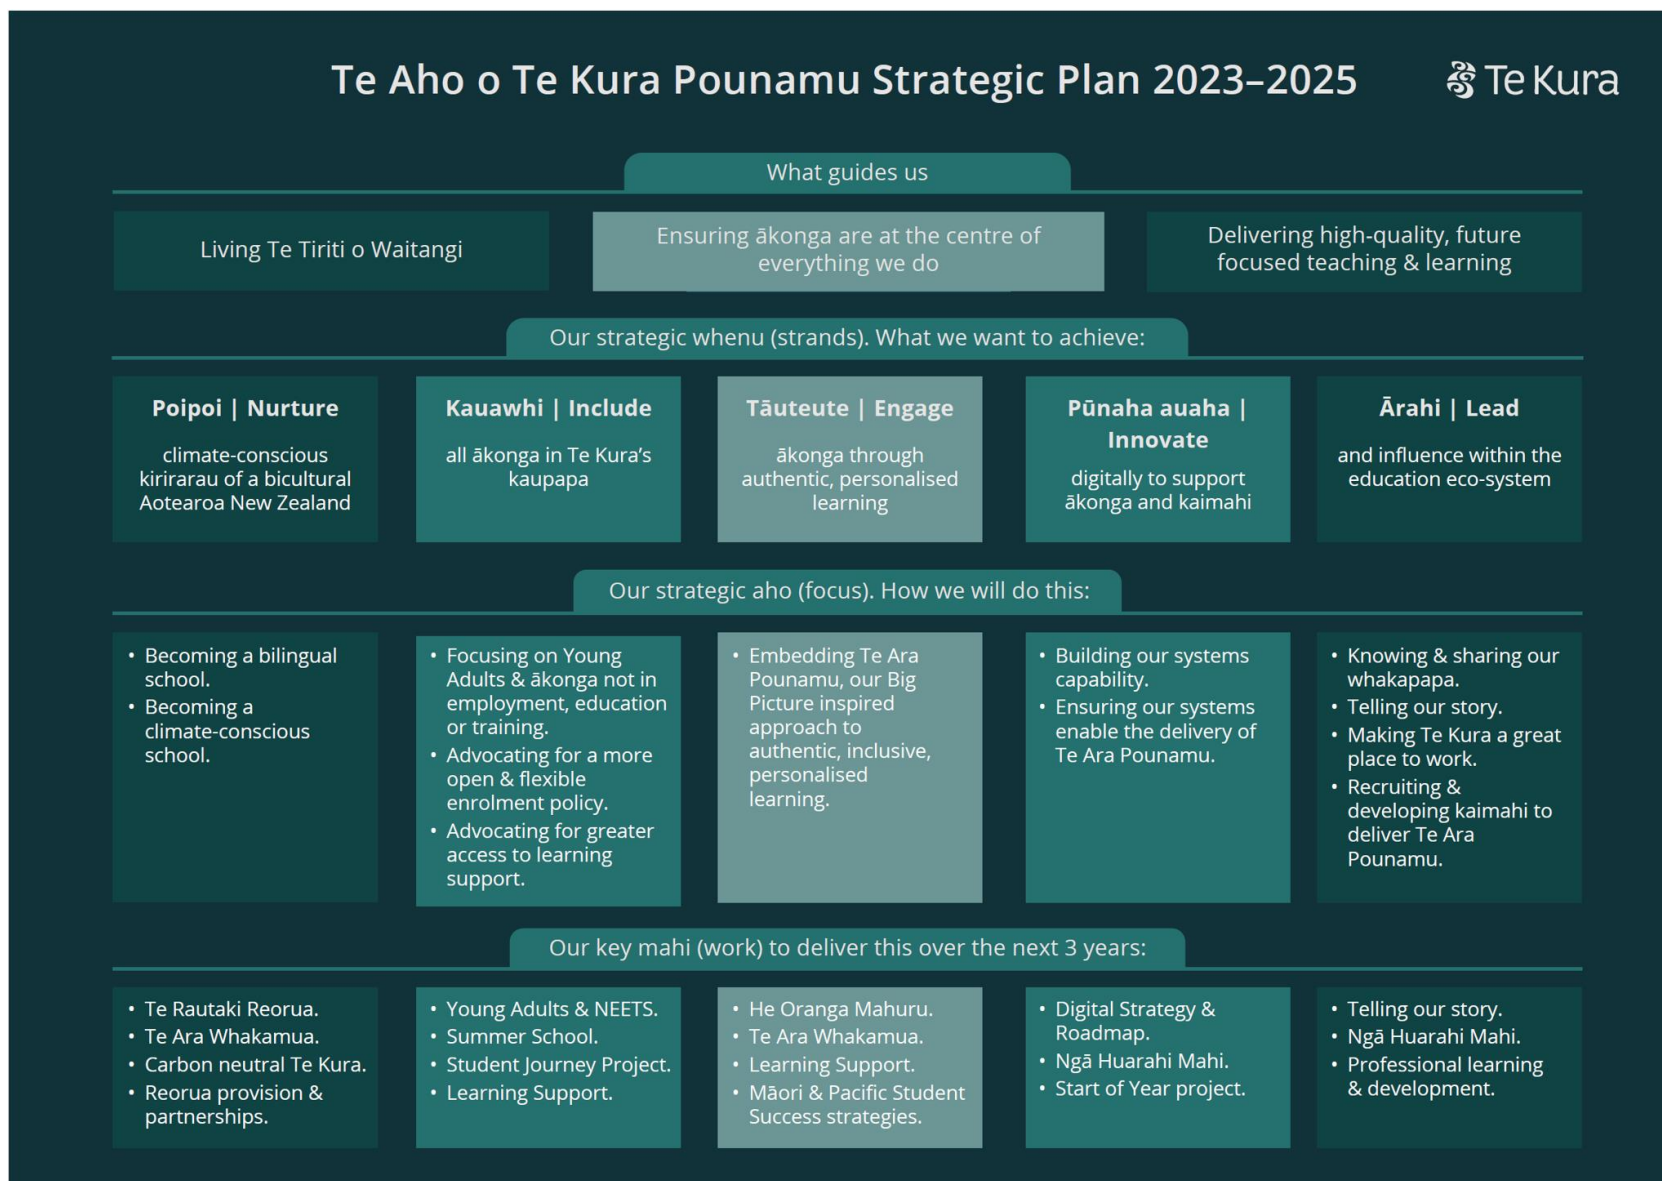 Te Aho o Te Kura Pounamu Strategic Plan 2023–2025
Te Kura
What guides us
Living Te Tiriti o Waitangi
Ensuring ākonga are at the centre of
everything we do
Delivering high-quality, future
focused teaching & learning
Our strategic whenu (strands). What we want to achieve:
Poipoi | Nurture
climate-conscious
kirirarau of a bicultural
Aotearoa New Zealand
Kauawhi | Include
all ākonga in Te Kura's
kaupapa
Tāuteute | Engage
ākonga through
authentic, personalised
learning
Pūnaha auaha |
Innovate
digitally to support
ākonga and kaimahi
Ārahi | Lead
and influence within the
education eco-system
Our strategic aho (focus). How we will do this:
• Becoming a bilingual
school.
• Becoming a
climate-conscious
school.
• Focusing on Young
Adults & ākonga not in
employment, education
or training.
• Advocating for a more
open & flexible
enrolment policy.
• Advocating for greater
access to learning
support.
• Embedding Te Ara
Pounamu, our Big
Picture inspired
approach to
authentic, inclusive,
personalised
learning.
• Building our systems
capability.
• Ensuring our systems
enable the delivery of
Te Ara Pounamu.
• Knowing & sharing our
whakapapa.
• Telling our story.
• Making Te Kura a great
place to work.
• Recruiting &
developing kaimahi to
deliver Te Ara
Pounamu.
Our key mahi (work) to deliver this over the next 3 years:
• Te Rautaki Reorua.
• Te Ara Whakamua.
• Carbon neutral Te Kura.
• Reorua provision &
partnerships.
• Young Adults & NEETS.
• Summer School.
• Student Journey Project.
• Learning Support.
• He Oranga Mahuru.
• Te Ara Whakamua.
• Learning Support.
• Māori & Pacific Student
Success strategies.
• Digital Strategy &
Roadmap.
• Ngā Huarahi Mahi.
• Start of Year project.
• Telling our story.
• Ngā Huarahi Mahi.
• Professional learning
& development.